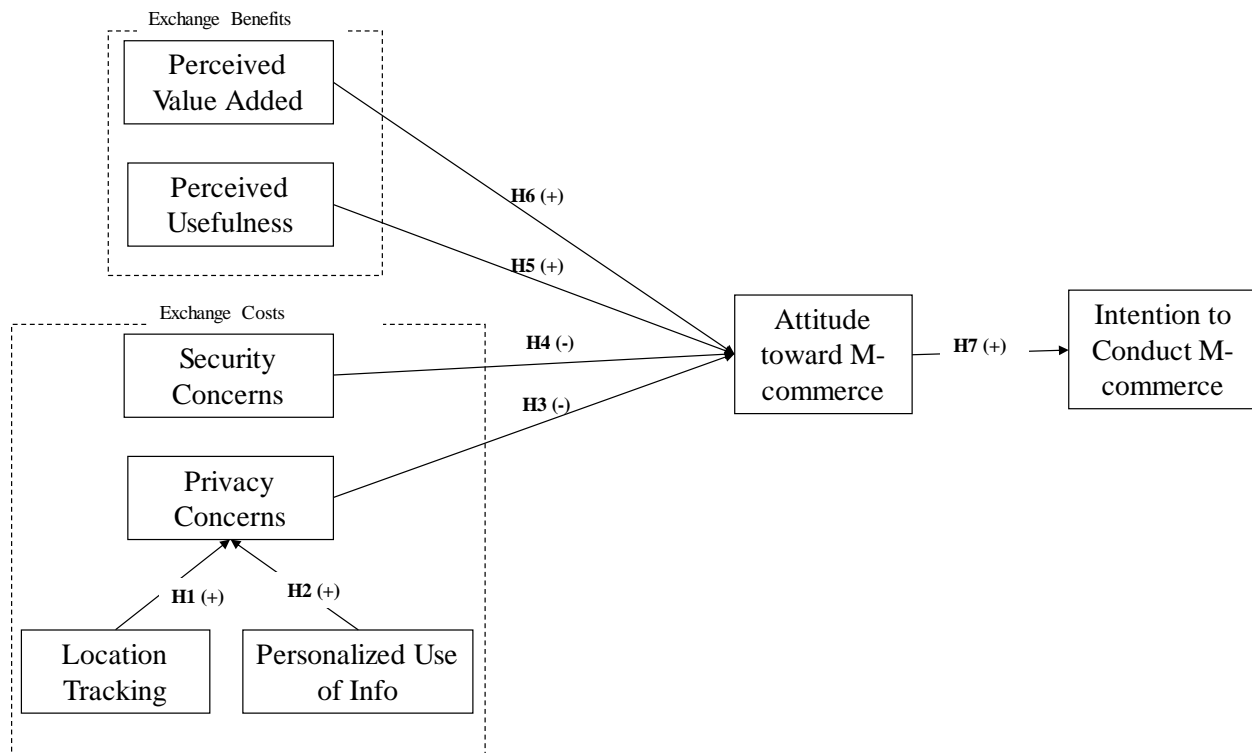 Exchange Benefits
Perceived
Value Added
Perceived
Usefulness
H6 (+)
H5 (+)
Exchange Costs
Security
Concerns
H4 (-)
H3 (-)
Privacy
Concerns
H1 (+)
H2 (+)
Location
Tracking
Personalized Use
of Info
Attitude
toward M-
commerce
H7 (+)
Intention to
Conduct M-
commerce